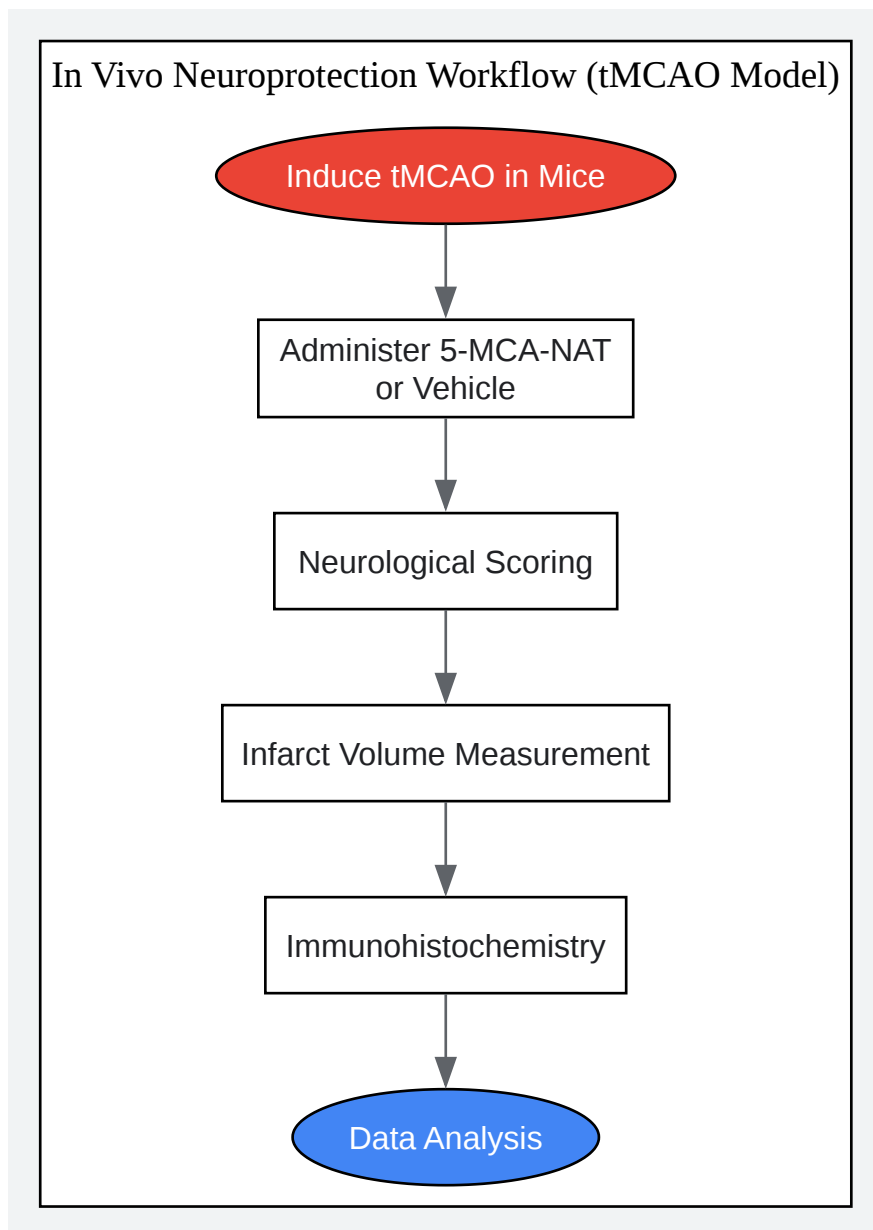 In Vivo Neuroprotection Workflow (tMCAO Model)
Induce tMCAO in Mice
Administer 5-MCA-NAT
or Vehicle
Neurological Scoring
Infarct Volume Measurement
Immunohistochemistry
Data Analysis